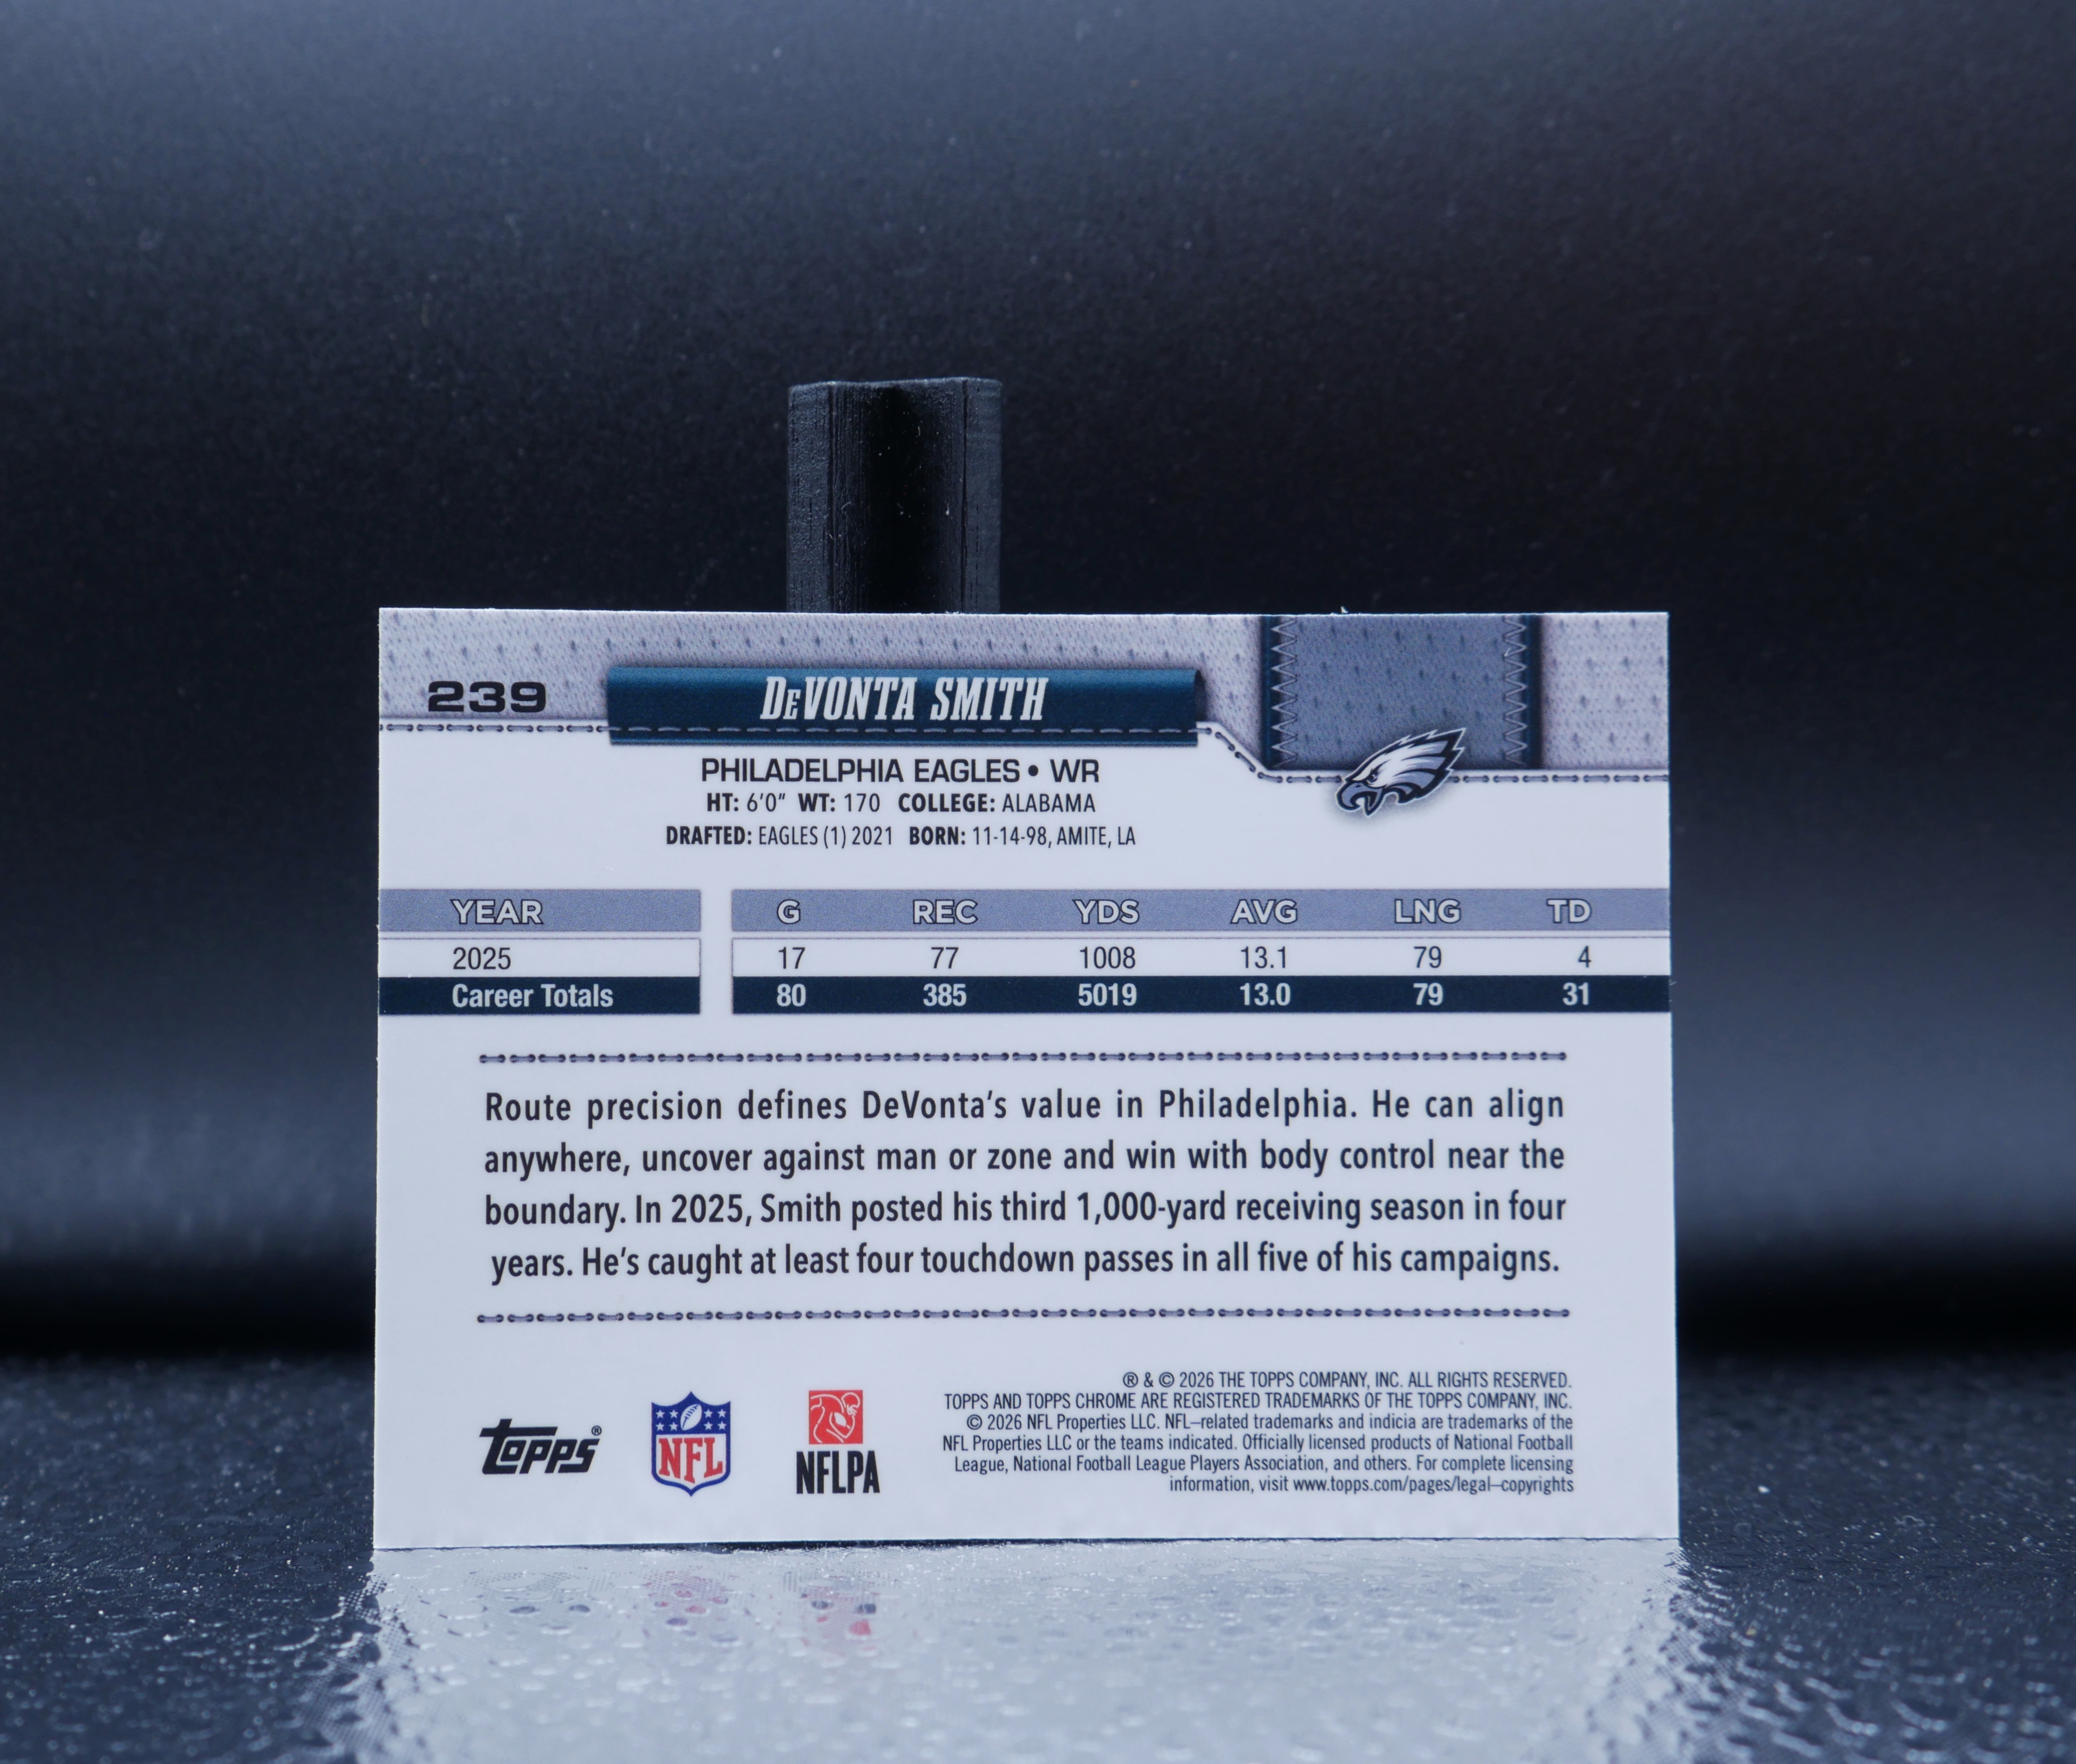 239
DeVONTA SMITH
PHILADELPHIA EAGLES • WR
HT: 6'0" WT: 170 COLLEGE: ALABAMA
DRAFTED: EAGLES (1) 2021 BORN: 11-14-98, AMITE, LA
YEAR G REC YDS AVG LNG TD
2025 17 77 1008 13.1 79 4
Career Totals 80 385 5019 13.0 79 31
Route precision defines DeVonta's value in Philadelphia. He can align
anywhere, uncover against man or zone and win with body control near the
boundary. In 2025, Smith posted his third 1,000-yard receiving season in four
years. He's caught at least four touchdown passes in all five of his campaigns.
topps®
NFL
NFLPA
® & © 2026 THE TOPPS COMPANY, INC. ALL RIGHTS RESERVED.
TOPPS AND TOPPS CHROME ARE REGISTERED TRADEMARKS OF THE TOPPS COMPANY, INC.
© 2026 NFL Properties LLC. NFL–related trademarks and indicia are trademarks of the
NFL Properties LLC or the teams indicated. Officially licensed products of National Football
League, National Football League Players Association, and others. For complete licensing
information, visit www.topps.com/pages/legal–copyrights